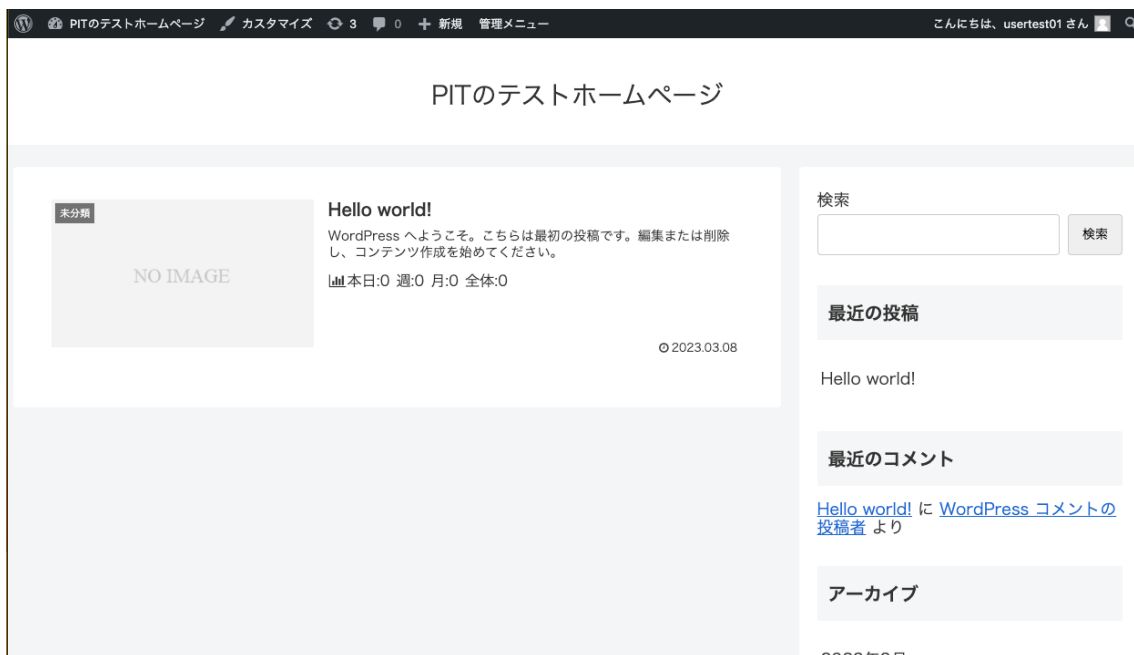 PITのテストホームページ カスタマイズ 3 0 新規 管理メニュー こんにちは、usertest01 さん
PITのテストホームページ
未分類
NO IMAGE
Hello world!
WordPress へようこそ。こちらは最初の投稿です。編集または削除
し、コンテンツ作成を始めてください。
本日:0 週:0 月:0 全体:0
2023.03.08
検索
検索
最近の投稿
Hello world!
最近のコメント
Hello world! に WordPress コメントの
投稿者 より
アーカイブ